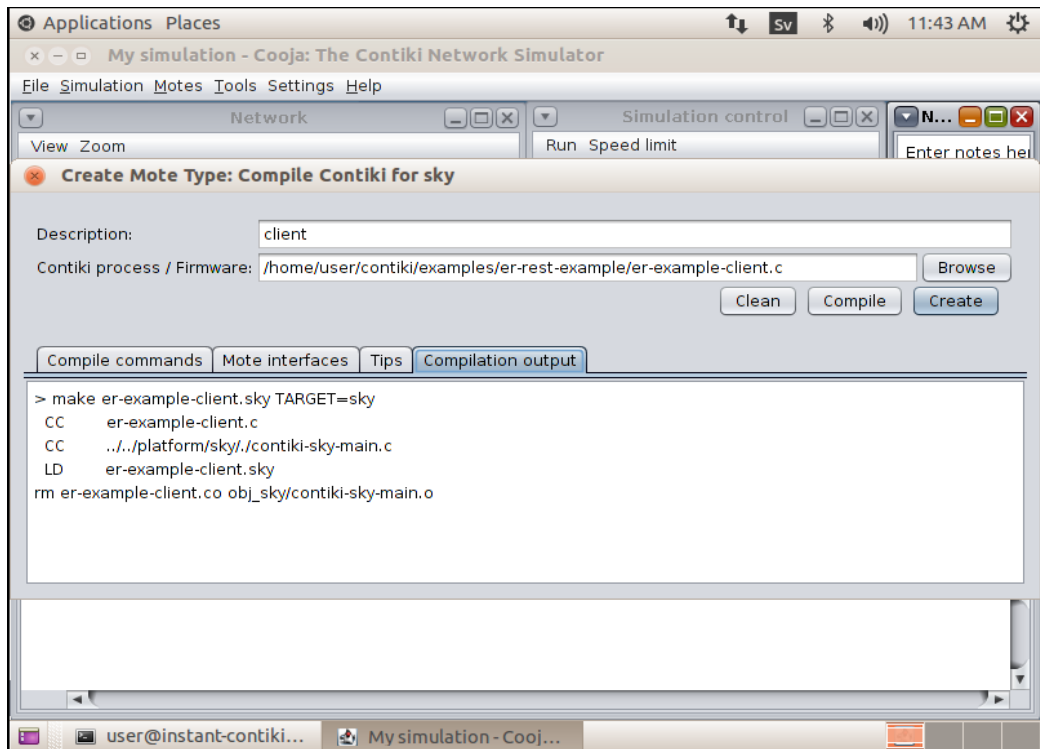 Applications Places Sv 11:43 AM
My simulation - Cooja: The Contiki Network Simulator
File Simulation Motes Tools Settings Help
Network Simulation control N...
View Zoom Run Speed limit Enter notes her
Create Mote Type: Compile Contiki for sky
Description: client
Contiki process / Firmware: /home/user/contiki/examples/er-rest-example/er-example-client.c Browse
Clean Compile Create
Compile commands Mote interfaces Tips Compilation output
> make er-example-client.sky TARGET=sky
CC er-example-client.c
CC ../../platform/sky/./contiki-sky-main.c
LD er-example-client.sky
rm er-example-client.co obj_sky/contiki-sky-main.o
user@instant-contiki... My simulation - Cooj...